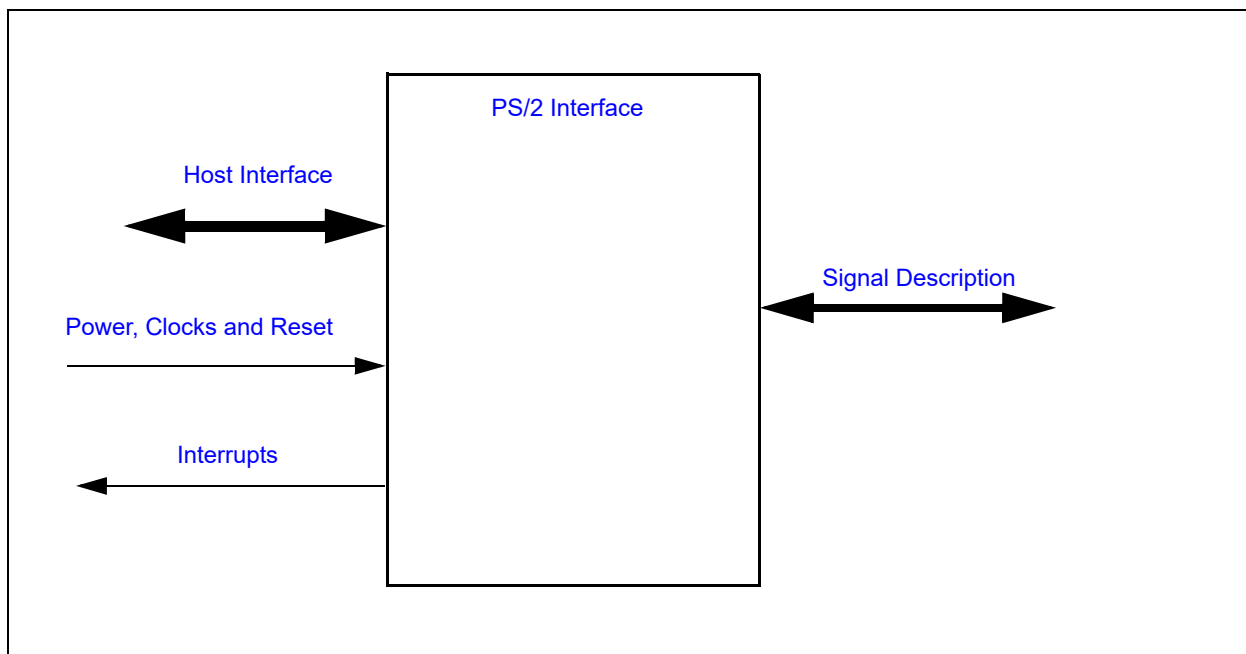 PS/2 Interface
Host Interface
Signal Description
Power, Clocks and Reset
Interrupts